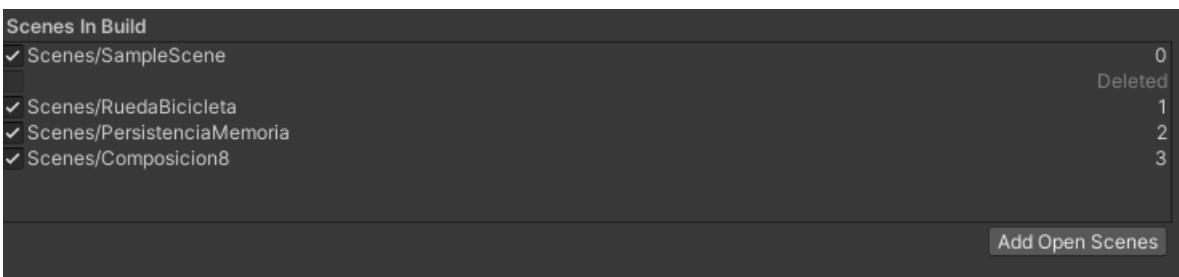 Scenes In Build
Scenes/SampleScene 0
Deleted
Scenes/RuedaBicicleta 1
Scenes/PersistenciaMemoria 2
Scenes/Composicion8 3
Add Open Scenes